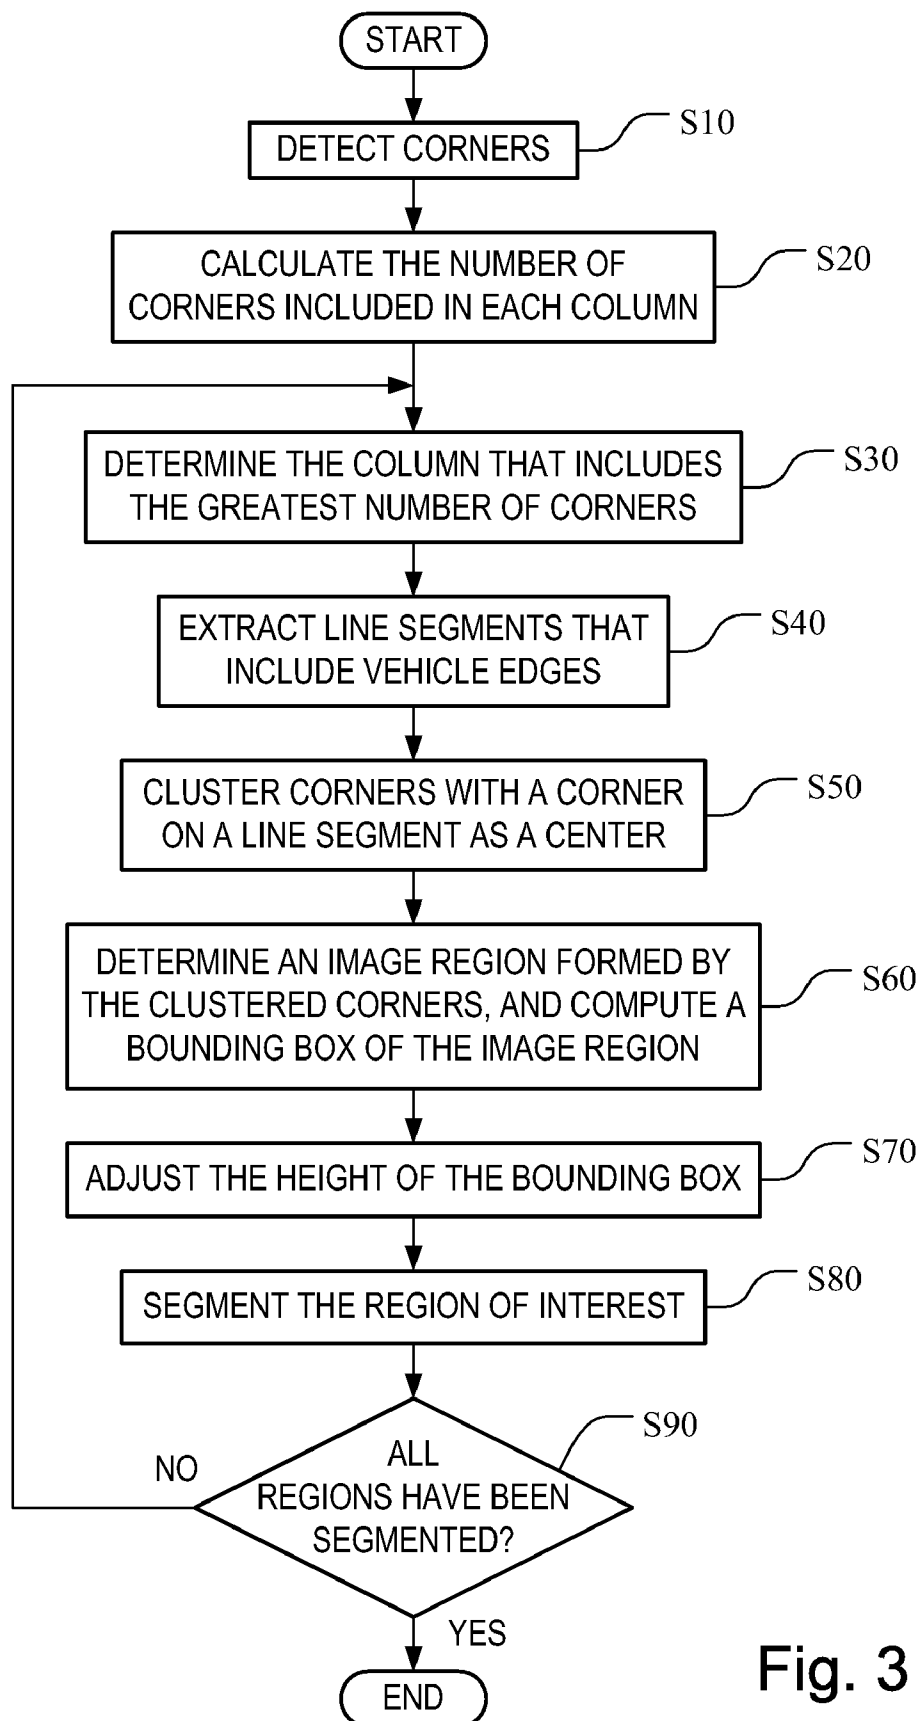 START
DETECT CORNERS
S10
CALCULATE THE NUMBER OF
CORNERS INCLUDED IN EACH COLUMN
S20
DETERMINE THE COLUMN THAT INCLUDES
THE GREATEST NUMBER OF CORNERS
S30
EXTRACT LINE SEGMENTS THAT
INCLUDE VEHICLE EDGES
S40
CLUSTER CORNERS WITH A CORNER
ON A LINE SEGMENT AS A CENTER
S50
DETERMINE AN IMAGE REGION FORMED BY
THE CLUSTERED CORNERS, AND COMPUTE A
BOUNDING BOX OF THE IMAGE REGION
S60
ADJUST THE HEIGHT OF THE BOUNDING BOX
S70
SEGMENT THE REGION OF INTEREST
S80
ALL
REGIONS HAVE BEEN
SEGMENTED?
S90
NO
YES
END
Fig. 3